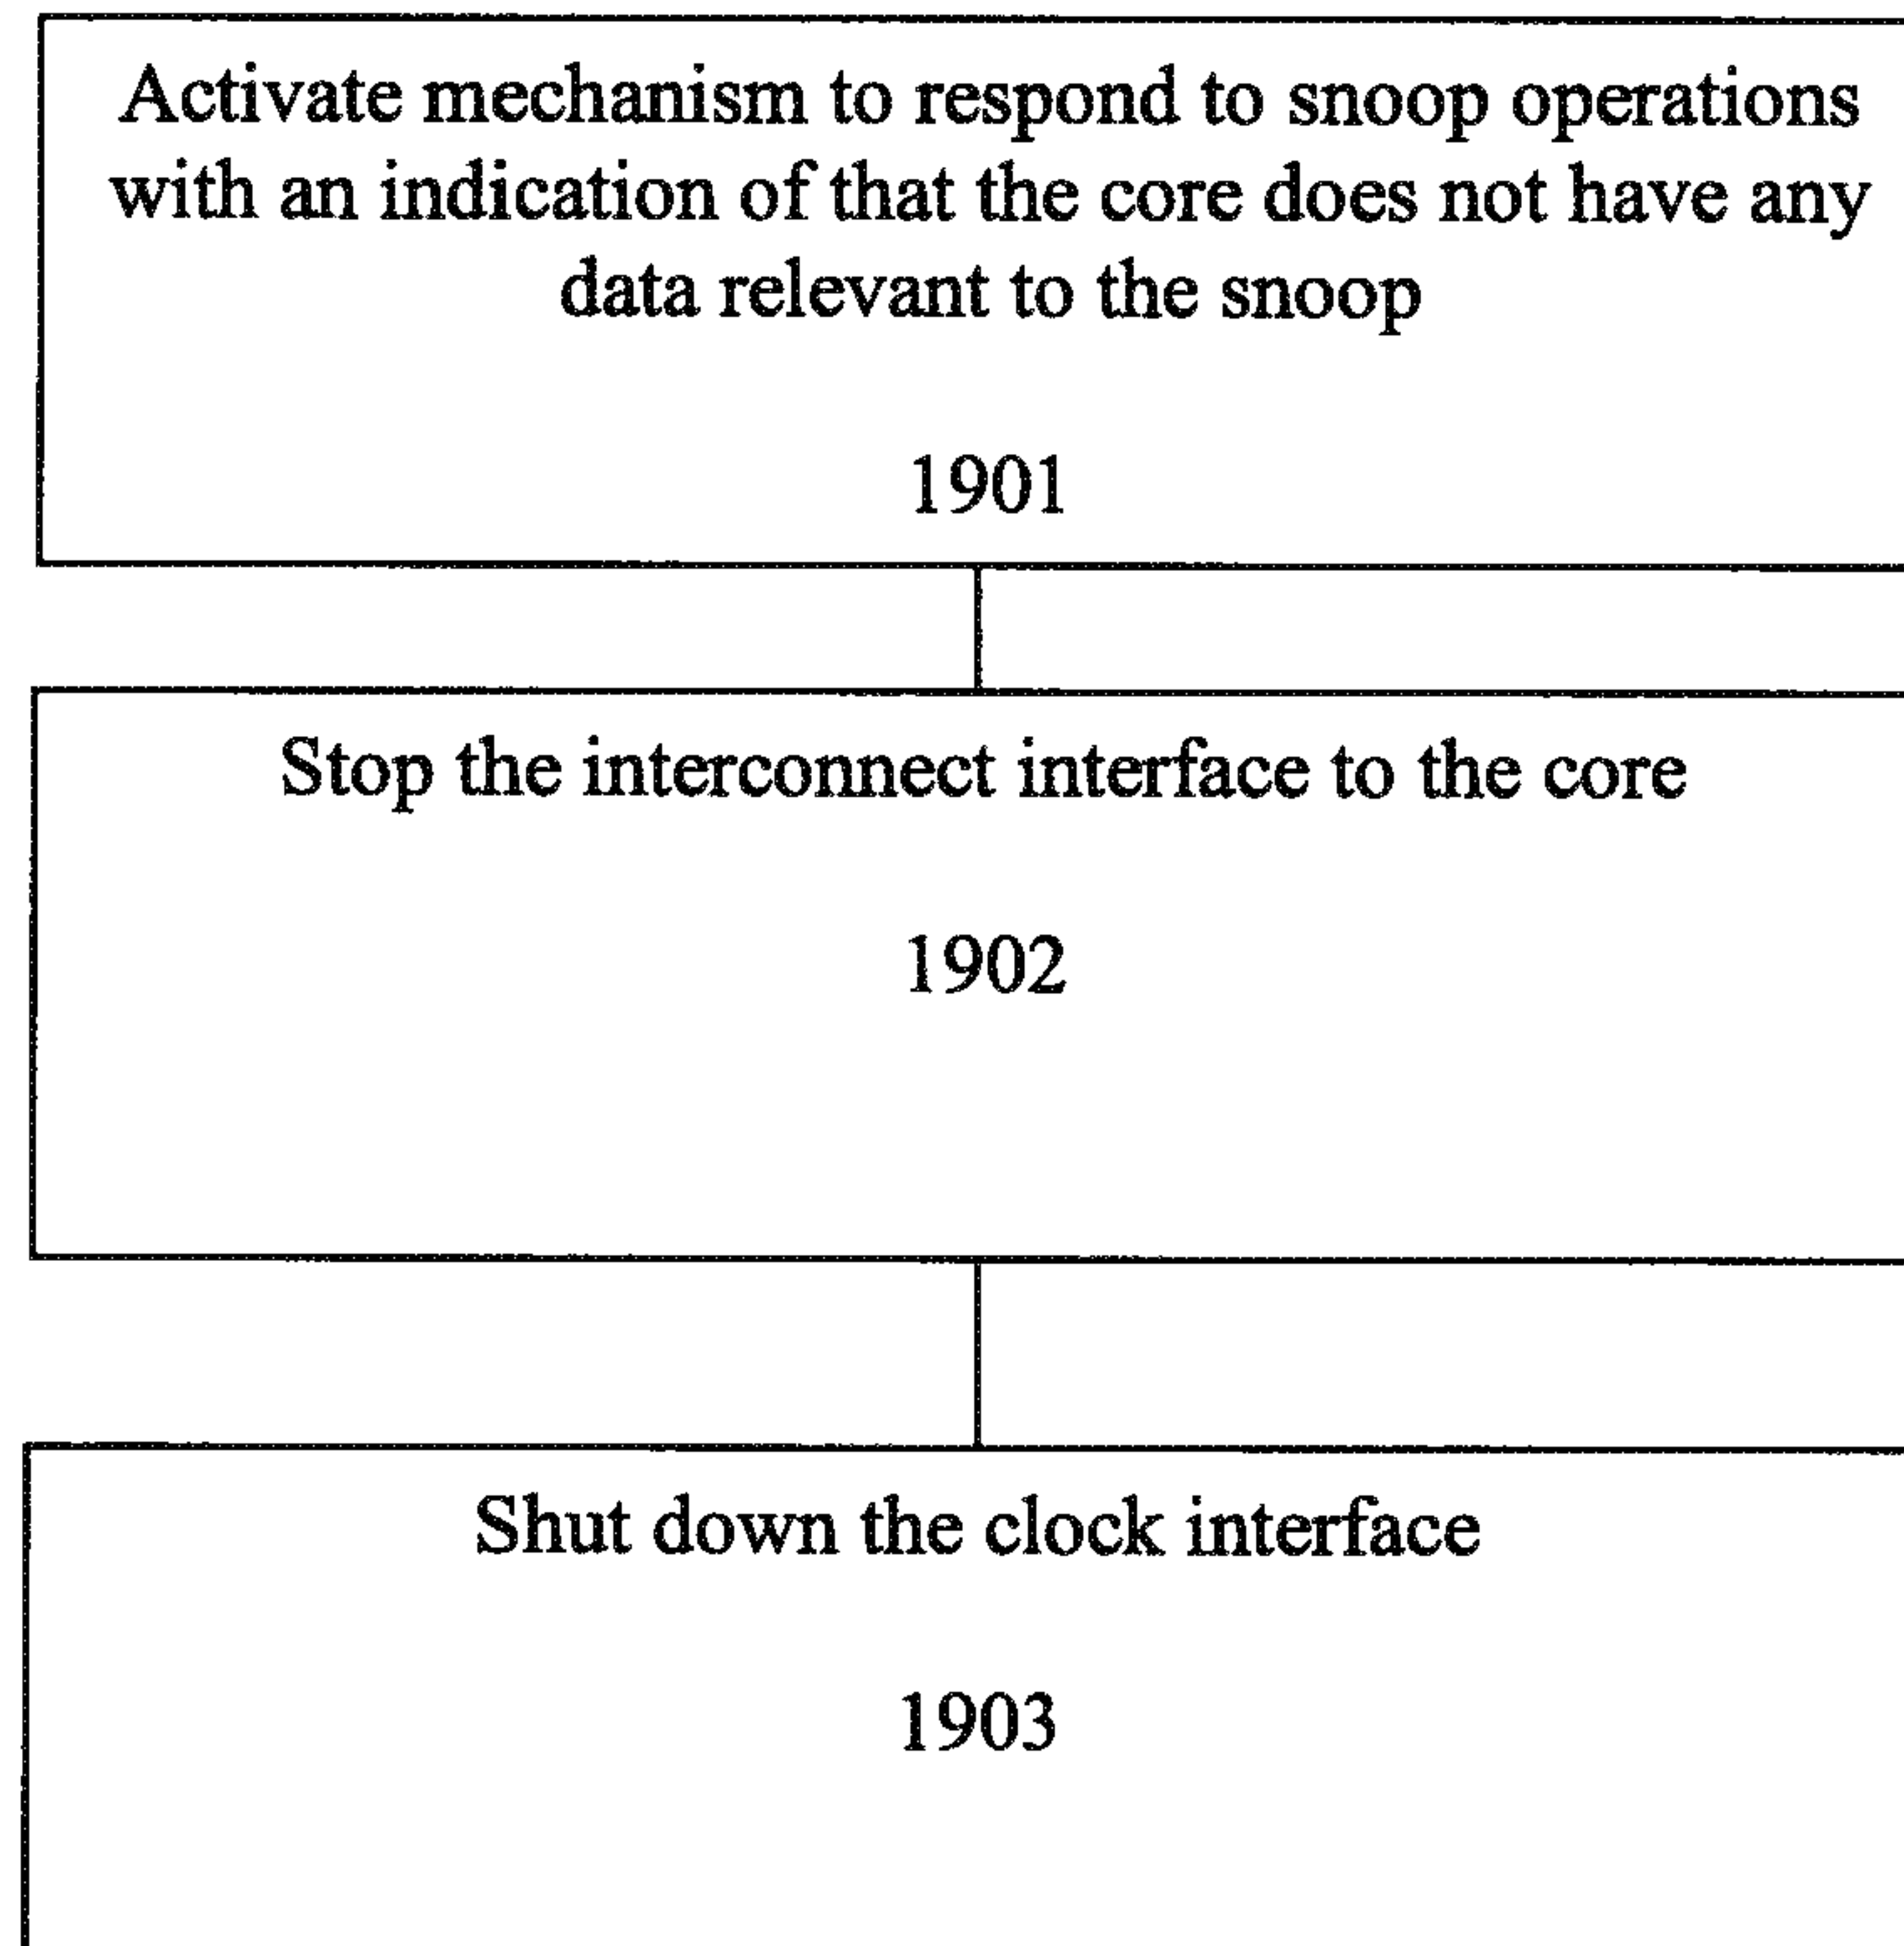 Activate mechanism to respond to snoop operations
with an indication of that the core does not have any
data relevant to the snoop
1901
Stop the interconnect interface to the core
1902
Shut down the clock interface
1903